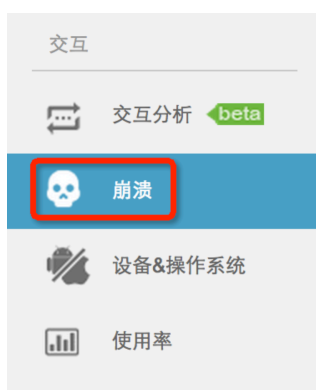 交互
交互分析 beta
崩溃
设备&操作系统
使用率